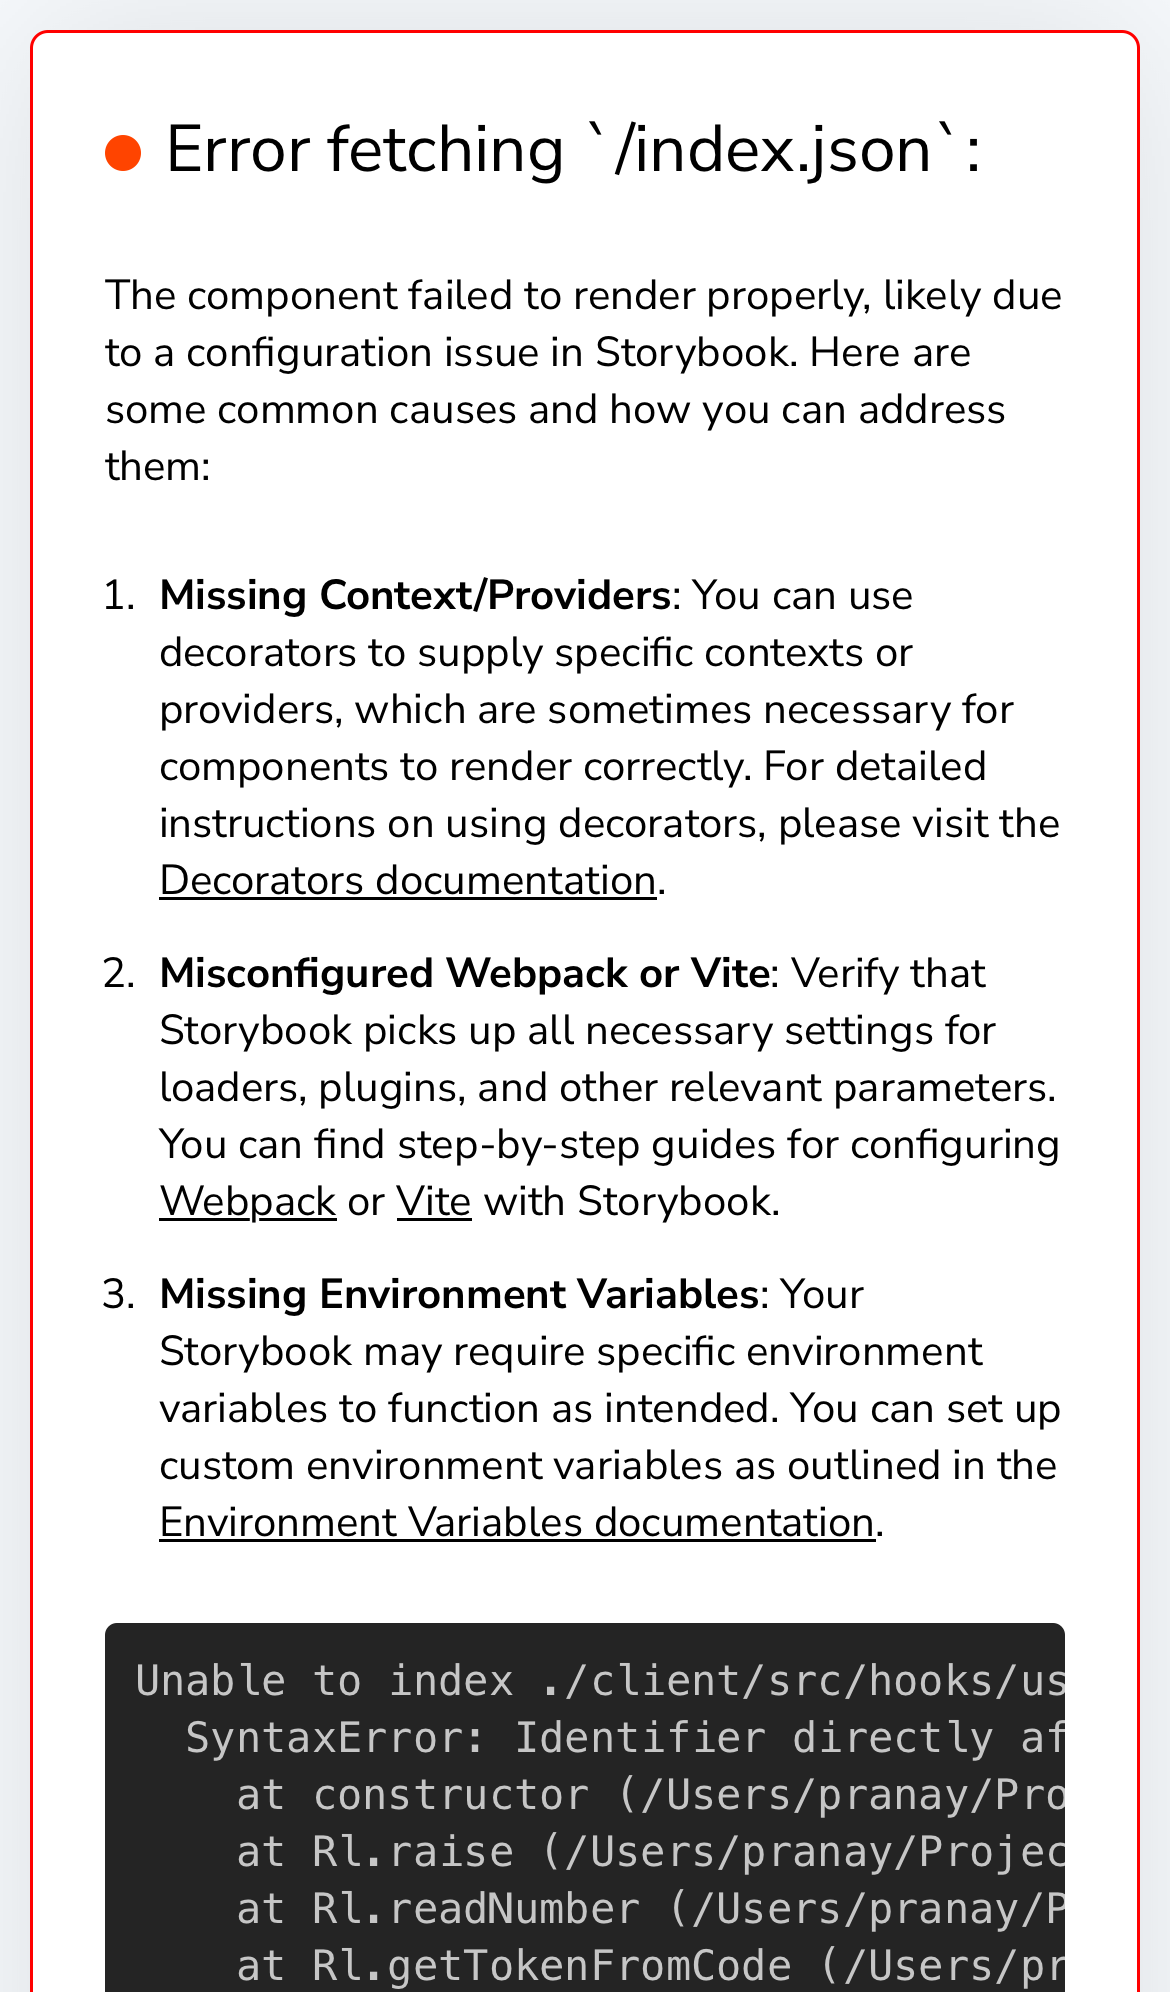 Error fetching `/index.json`:
The component failed to render properly, likely due
to a configuration issue in Storybook. Here are
some common causes and how you can address
them:
1. Missing Context/Providers: You can use
decorators to supply specific contexts or
providers, which are sometimes necessary for
components to render correctly. For detailed
instructions on using decorators, please visit the
Decorators documentation.
2. Misconfigured Webpack or Vite: Verify that
Storybook picks up all necessary settings for
loaders, plugins, and other relevant parameters.
You can find step-by-step guides for configuring
Webpack or Vite with Storybook.
3. Missing Environment Variables: Your
Storybook may require specific environment
variables to function as intended. You can set up
custom environment variables as outlined in the
Environment Variables documentation.
Unable to index ./client/src/hooks/us
SyntaxError: Identifier directly af
at constructor (/Users/pranay/Pro
at Rl.raise (/Users/pranay/Projec
at Rl.readNumber (/Users/pranay/P
at Rl.getTokenFromCode (/Users/pr